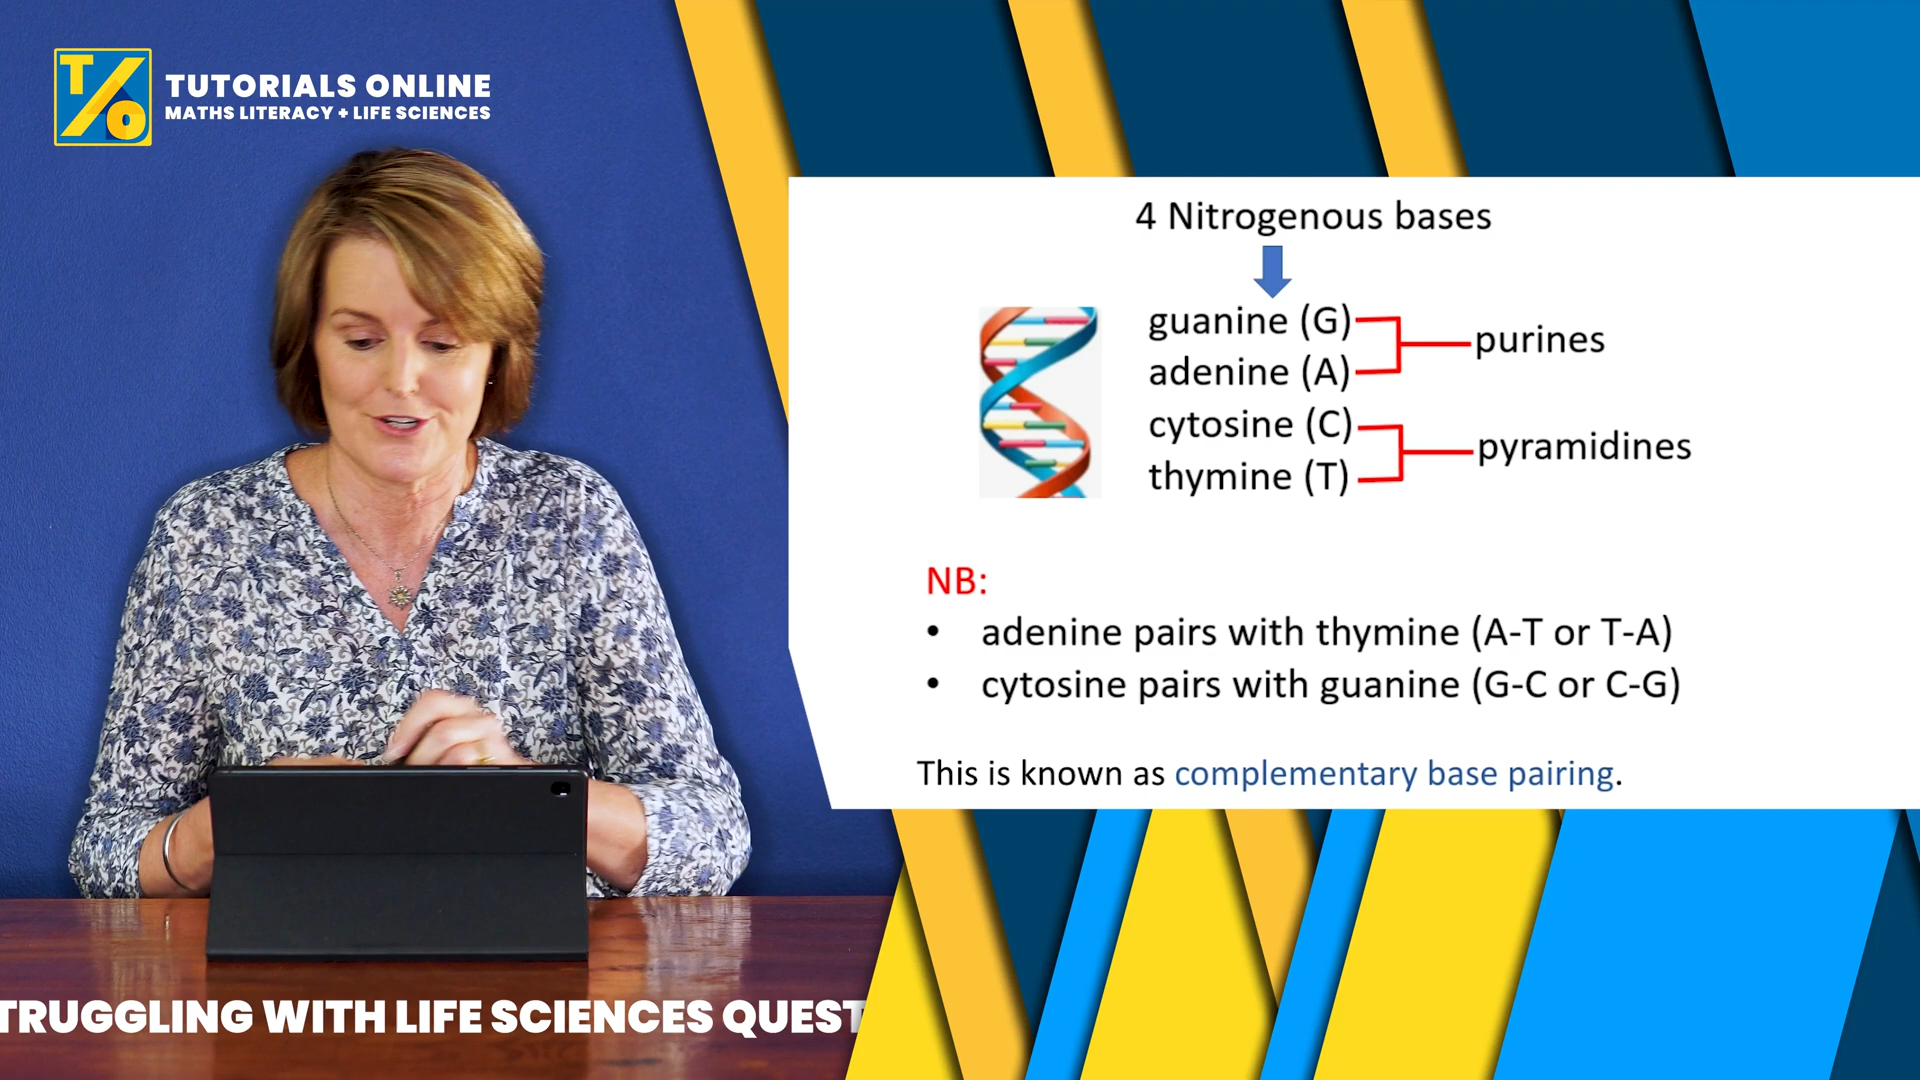 T/O
TUTORIALS ONLINE
MATHS LITERACY + LIFE SCIENCES
4 Nitrogenous bases
guanine (G)
adenine (A)
purines
cytosine (C)
thymine (T)
pyramidines
NB:
• adenine pairs with thymine (A-T or T-A)
• cytosine pairs with guanine (G-C or C-G)
This is known as complementary base pairing.
TRUGGLING WITH LIFE SCIENCES QUEST